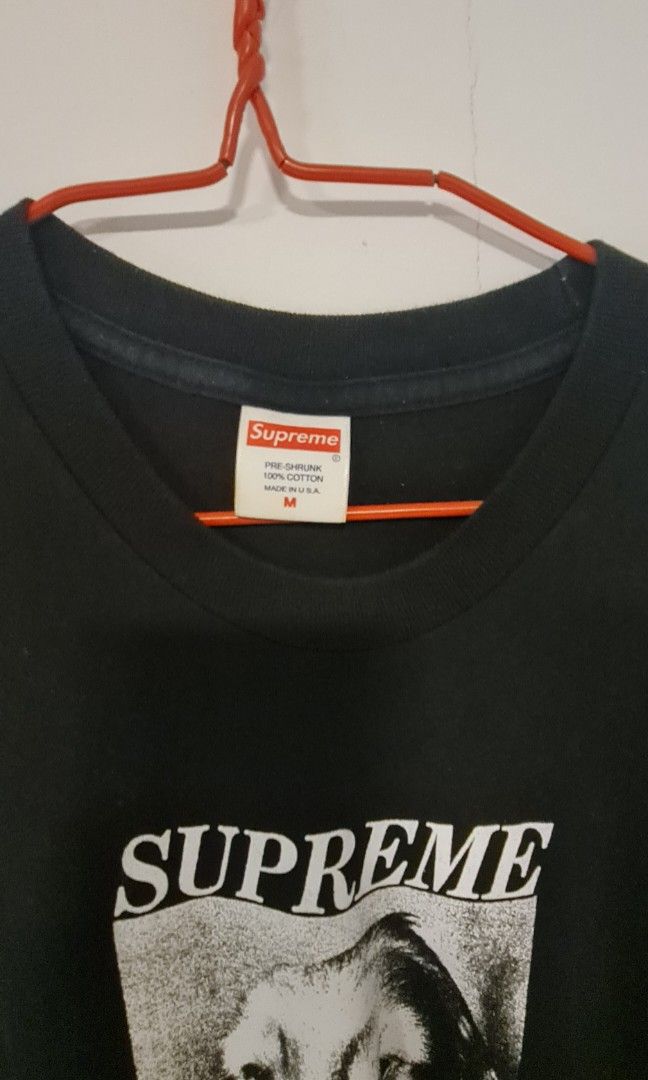 Supreme
®
PRE-SHRUNK
100% COTTON
MADE IN U.S.A.
M
SUPREME